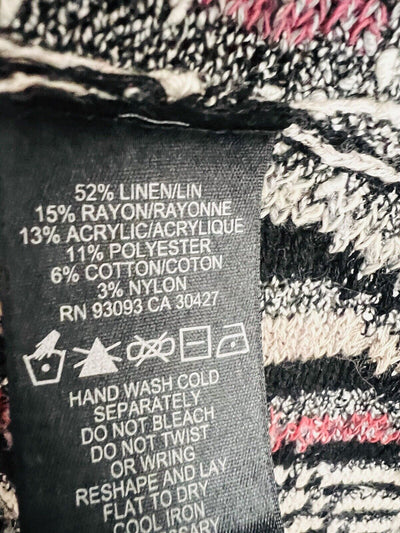 52% LINEN/LIN
15% RAYON/RAYONNE
13% ACRYLIC/ACRYLIQUE
11% POLYESTER
6% COTTON/COTON
3% NYLON
RN 93093 CA 30427
HAND WASH COLD
SEPARATELY
DO NOT BLEACH
DO NOT TWIST
OR WRING
RESHAPE AND LAY
FLAT TO DRY
COOL IRON